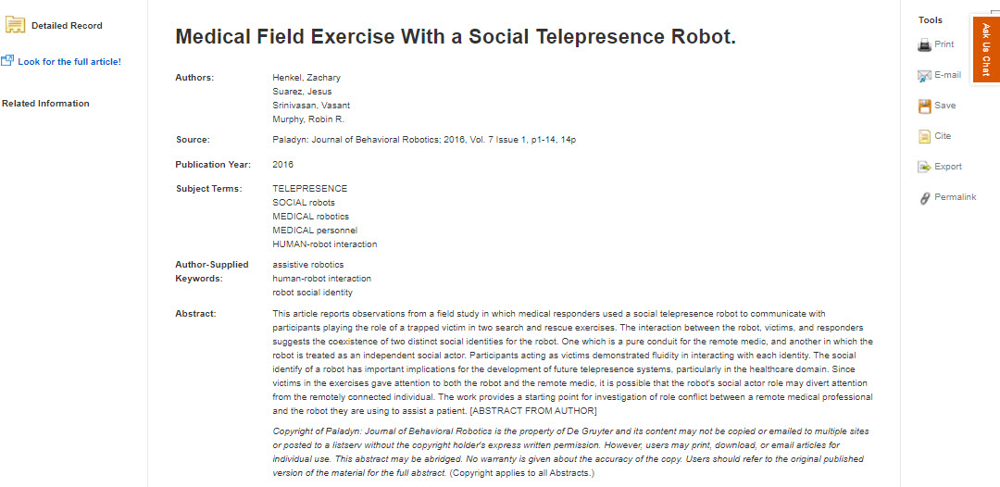 Detailed Record
Look for the full article!
Related Information
Medical Field Exercise With a Social Telepresence Robot.
Authors:
Henkel, Zachary
Suarez, Jesus
Srinivasan, Vasant
Murphy, Robin R.
Source:
Paladyn: Journal of Behavioral Robotics; 2016, Vol. 7 Issue 1, p1-14, 14p
Publication Year:
2016
Subject Terms:
TELEPRESENCE
SOCIAL robots
MEDICAL robotics
MEDICAL personnel
HUMAN-robot interaction
Author-Supplied
Keywords:
assistive robotics
human-robot interaction
robot social identity
Abstract:
This article reports observations from a field study in which medical responders used a social telepresence robot to communicate with
participants playing the role of a trapped victim in two search and rescue exercises. The interaction between the robot, victims, and responders
suggests the coexistence of two distinct social identities for the robot. One which is a pure conduit for the remote medic, and another in which the
robot is treated as an independent social actor. Participants acting as victims demonstrated fluidity in interacting with each identity. The social
identify of a robot has important implications for the development of future telepresence systems, particularly in the healthcare domain. Since
victims in the exercises gave attention to both the robot and the remote medic, it is possible that the robot's social actor role may divert attention
from the remotely connected individual. The work provides a starting point for investigation of role conflict between a remote medical professional
and the robot they are using to assist a patient. [ABSTRACT FROM AUTHOR]
Copyright of Paladyn: Journal of Behavioral Robotics is the property of De Gruyter and its content may not be copied or emailed to multiple sites
or posted to a listserv without the copyright holder's express written permission. However, users may print, download, or email articles for
individual use. This abstract may be abridged. No warranty is given about the accuracy of the copy. Users should refer to the original published
version of the material for the full abstract. (Copyright applies to all Abstracts.)
Tools
Print
E-mail
Save
Cite
Export
Permalink
Ask Us Chat